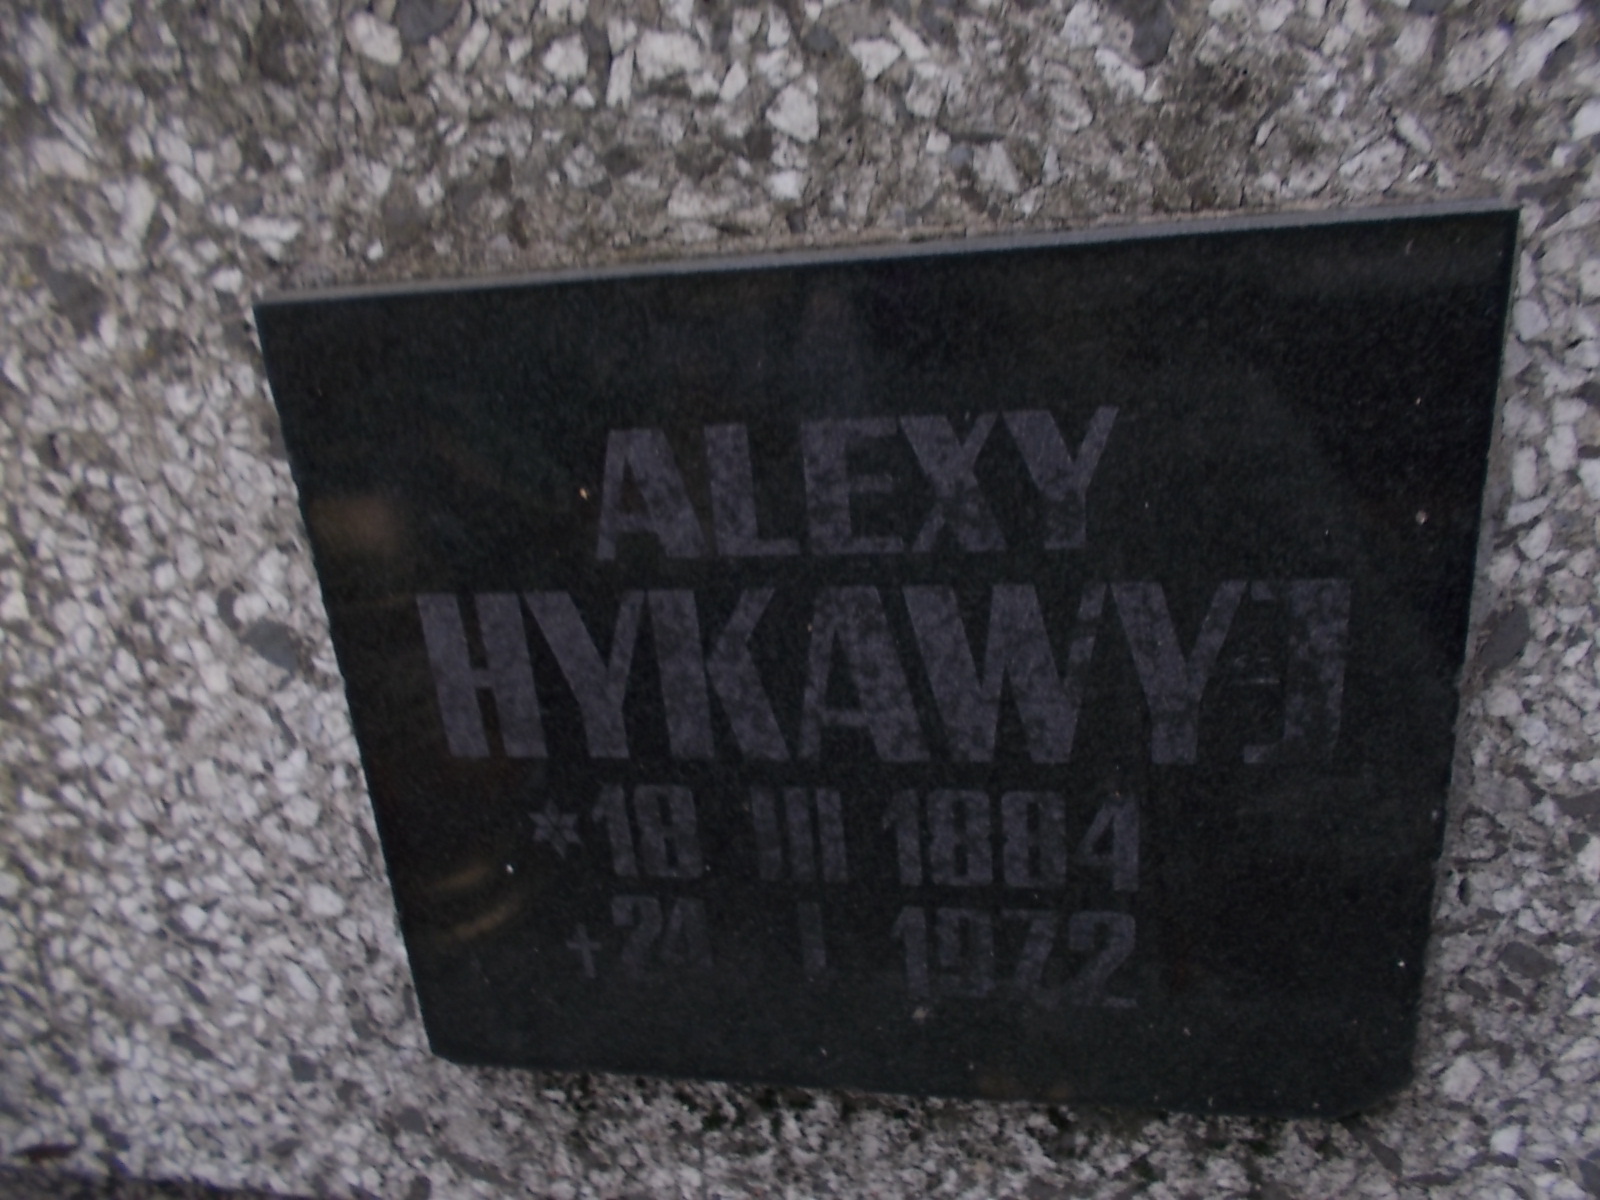 ALEXY
HYKAWYJ
* 18 III 1884
† 24 I 1972